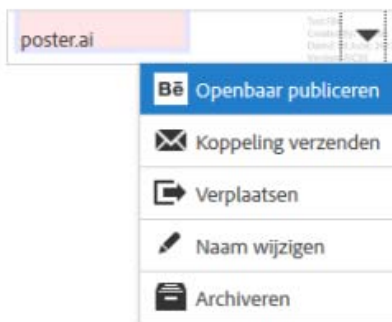 poster.ai
Bē Openbaar publiceren
Koppeling verzenden
Verplaatsen
Naam wijzigen
Archiveren